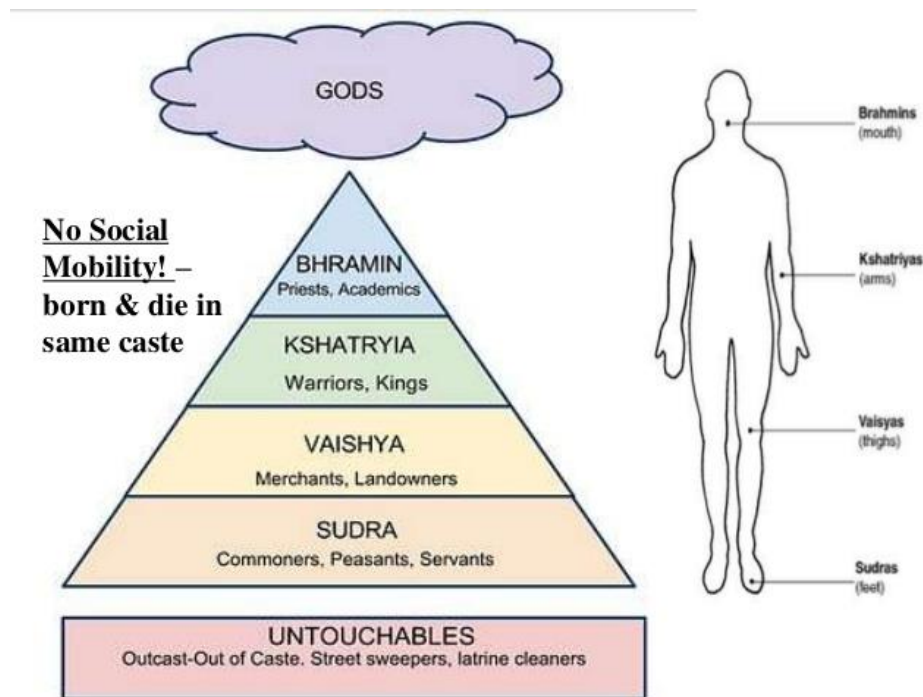 GODS
No Social
Mobility! –
born & die in
same caste
BHRAMIN
Priests, Academics
KSHATRYIA
Warriors, Kings
VAISHYA
Merchants, Landowners
SUDRA
Commoners, Peasants, Servants
UNTOUCHABLES
Outcast-Out of Caste. Street sweepers, latrine cleaners
Brahmins
(mouth)
Kshatriyas
(arms)
Vaisyas
(thighs)
Sudras
(feet)